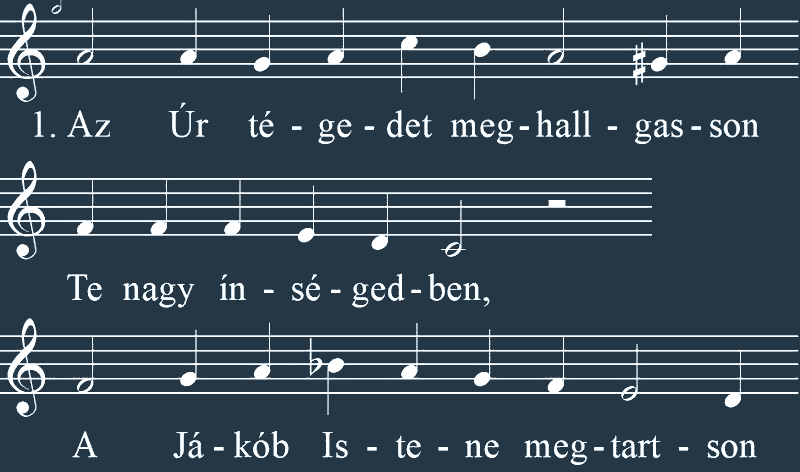 1. Az Úr té - ge - det meg - hall - gas - son
Te nagy ín - sé - ged - ben,
A Já - kób Is - te - ne meg - tart - son